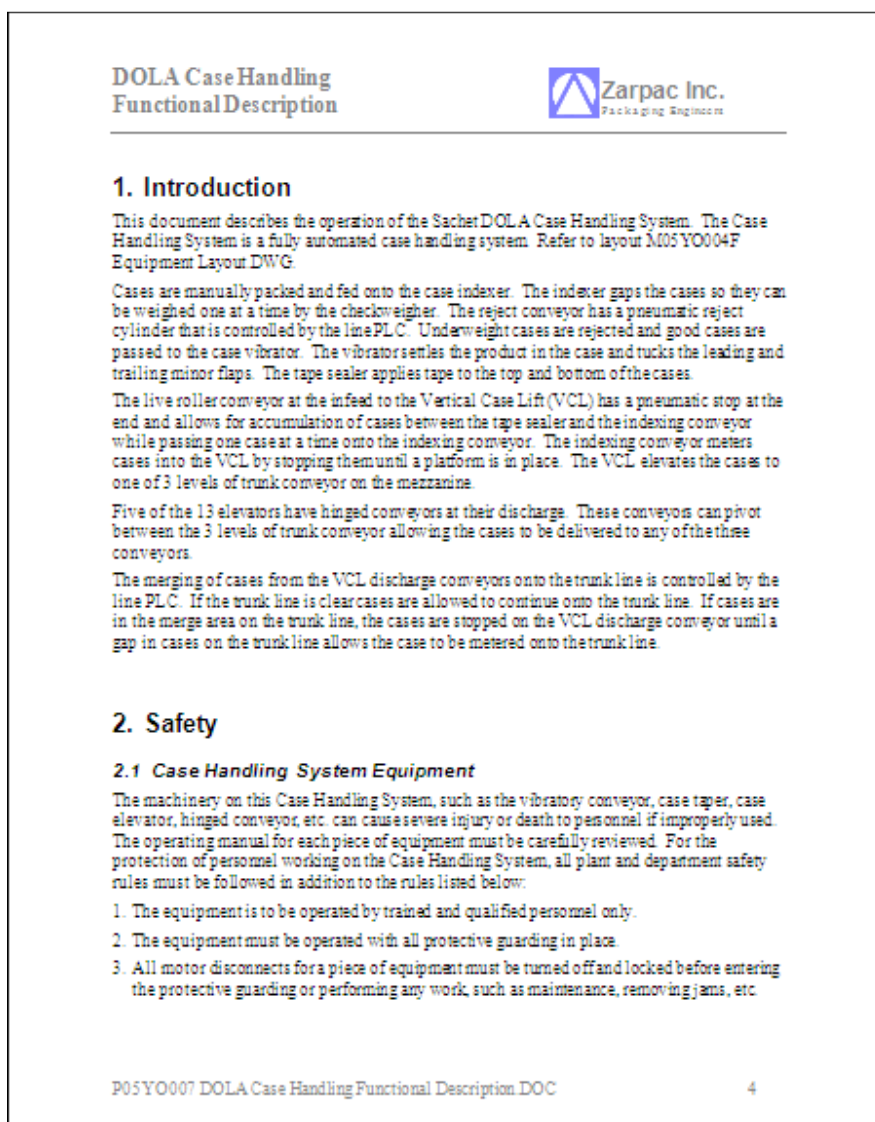 DOLA Case Handling
Functional Description
Zarpac Inc.
Packaging Engineers
1. Introduction
This document describes the operation of the Sachet DOLA Case Handling System. The Case
Handling System is a fully automated case handling system. Refer to layout M05YO004F
Equipment Layout.DWG.
Cases are manually packed and fed onto the case indexer. The indexer gaps the cases so they can
be weighed one at a time by the checkweigher. The reject conveyor has a pneumatic reject
cylinder that is controlled by the line PLC. Underweight cases are rejected and good cases are
passed to the case vibrator. The vibrator settles the product in the case and tucks the leading and
trailing minor flaps. The tape sealer applies tape to the top and bottom of the cases.
The live roller conveyor at the infeed to the Vertical Case Lift (VCL) has a pneumatic stop at the
end and allows for accumulation of cases between the tape sealer and the indexing conveyor
while passing one case at a time onto the indexing conveyor. The indexing conveyor meters
cases into the VCL by stopping them until a platform is in place. The VCL elevates the cases to
one of 3 levels of trunk conveyor on the mezzanine.
Five of the 13 elevators have hinged conveyors at their discharge. These conveyors can pivot
between the 3 levels of trunk conveyor allowing the cases to be delivered to any of the three
conveyors.
The merging of cases from the VCL discharge conveyors onto the trunk line is controlled by the
line PLC. If the trunk line is clear cases are allowed to continue onto the trunk line. If cases are
in the merge area on the trunk line, the cases are stopped on the VCL discharge conveyor until a
gap in cases on the trunk line allows the case to be metered onto the trunk line.
2. Safety
2.1 Case Handling System Equipment
The machinery on this Case Handling System, such as the vibratory conveyor, case taper, case
elevator, hinged conveyor, etc. can cause severe injury or death to personnel if improperly used.
The operating manual for each piece of equipment must be carefully reviewed. For the
protection of personnel working on the Case Handling System, all plant and department safety
rules must be followed in addition to the rules listed below:
1. The equipment is to be operated by trained and qualified personnel only.
2. The equipment must be operated with all protective guarding in place.
3. All motor disconnects for a piece of equipment must be turned off and locked before entering
the protective guarding or performing any work, such as maintenance, removing jams, etc.
P05YO007 DOLA Case Handling Functional Description.DOC 4